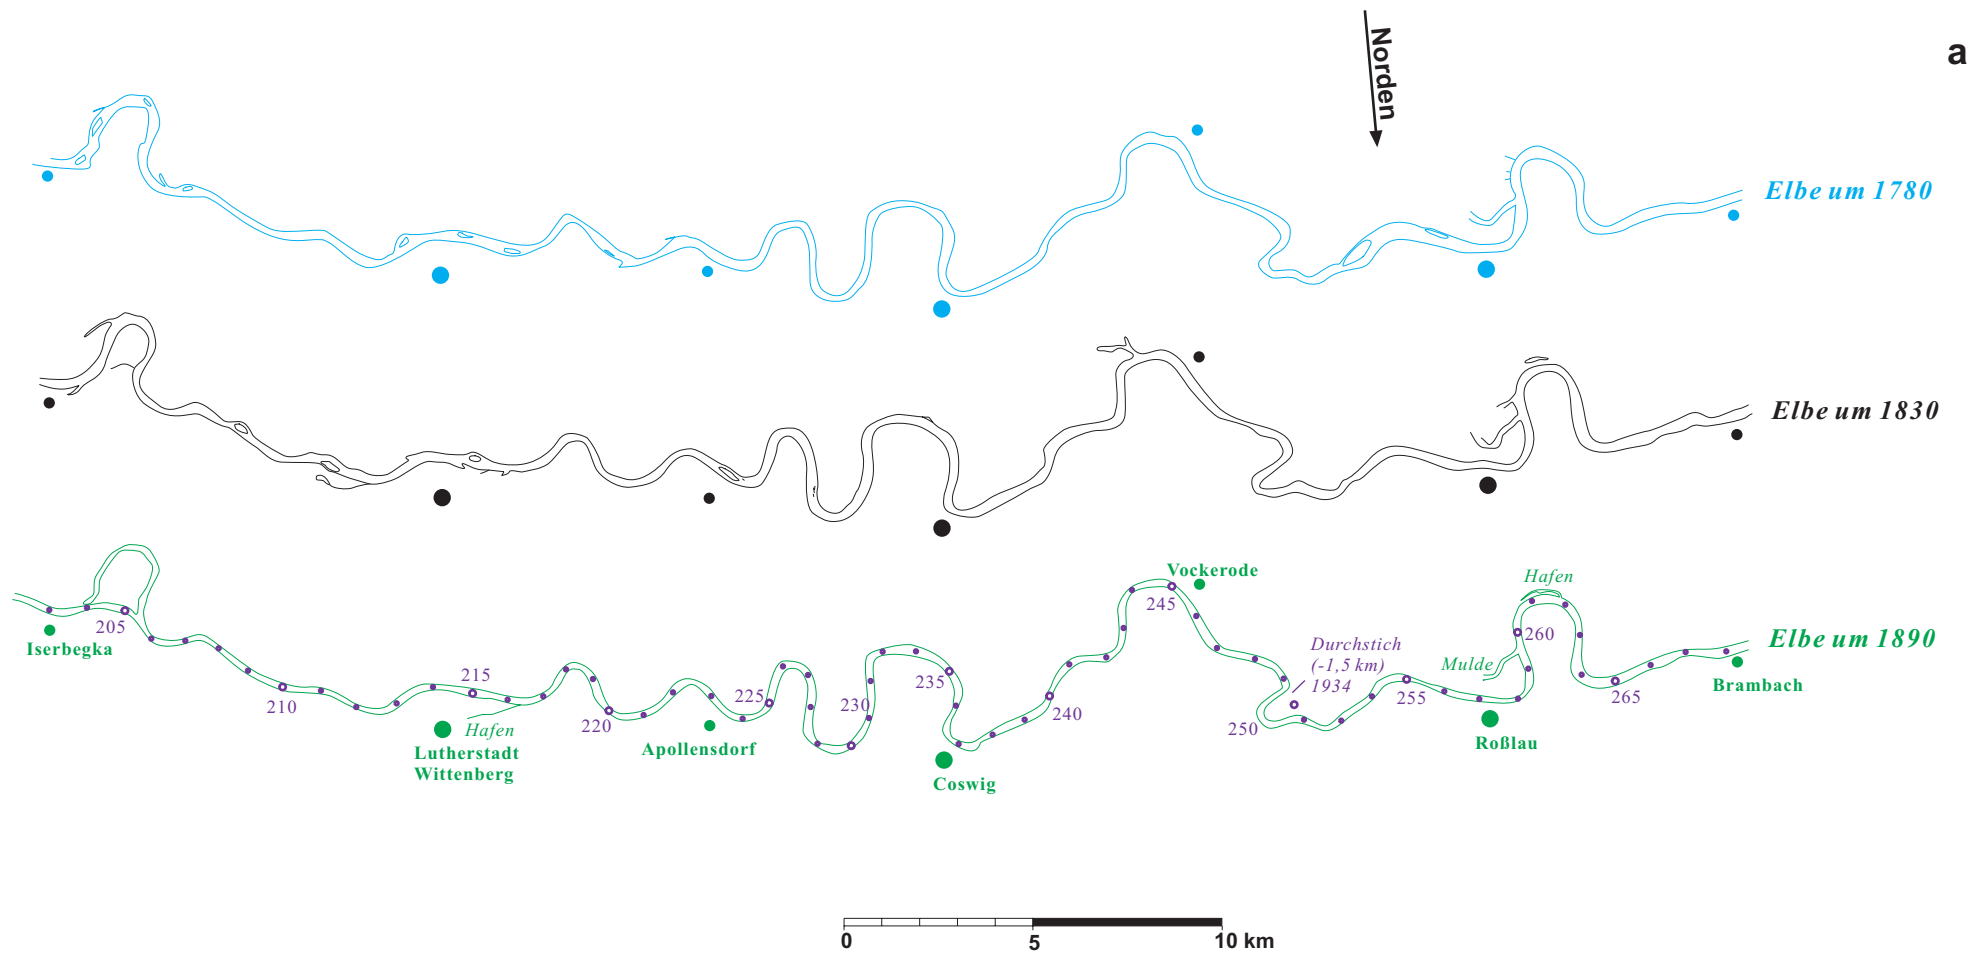 a
Norden
Elbe um 1780
Elbe um 1830
Elbe um 1890
Iserbegka
205
210
215
Hafen
Lutherstadt
Wittenberg
220
Apollensdorf
225
230
235
Coswig
240
Vockerode
245
250
Durchstich
(-1,5 km)
1934
255
Mulde
Roßlau
Hafen
260
265
Brambach
0
5
10 km